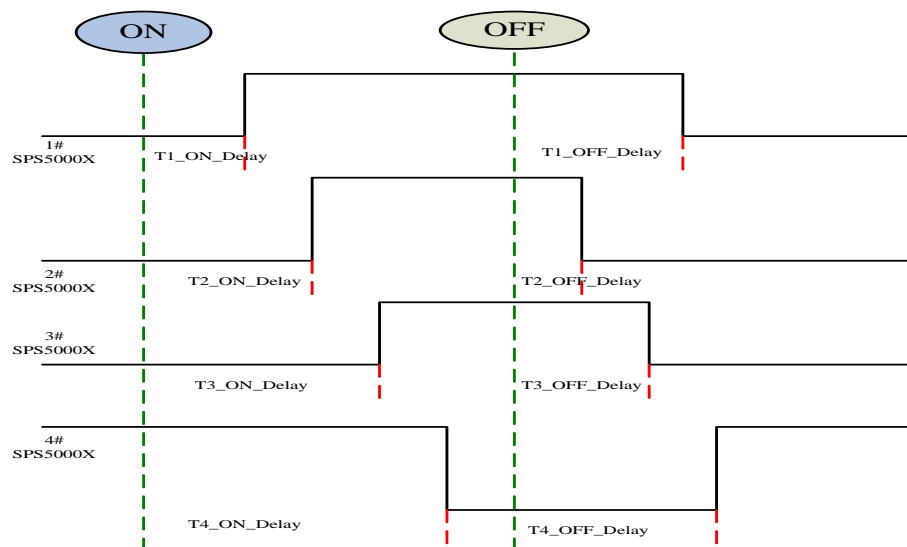 ON
OFF
1#
SPS5000X
T1_ON_Delay
T1_OFF_Delay
2#
SPS5000X
T2_ON_Delay
T2_OFF_Delay
3#
SPS5000X
T3_ON_Delay
T3_OFF_Delay
4#
SPS5000X
T4_ON_Delay
T4_OFF_Delay